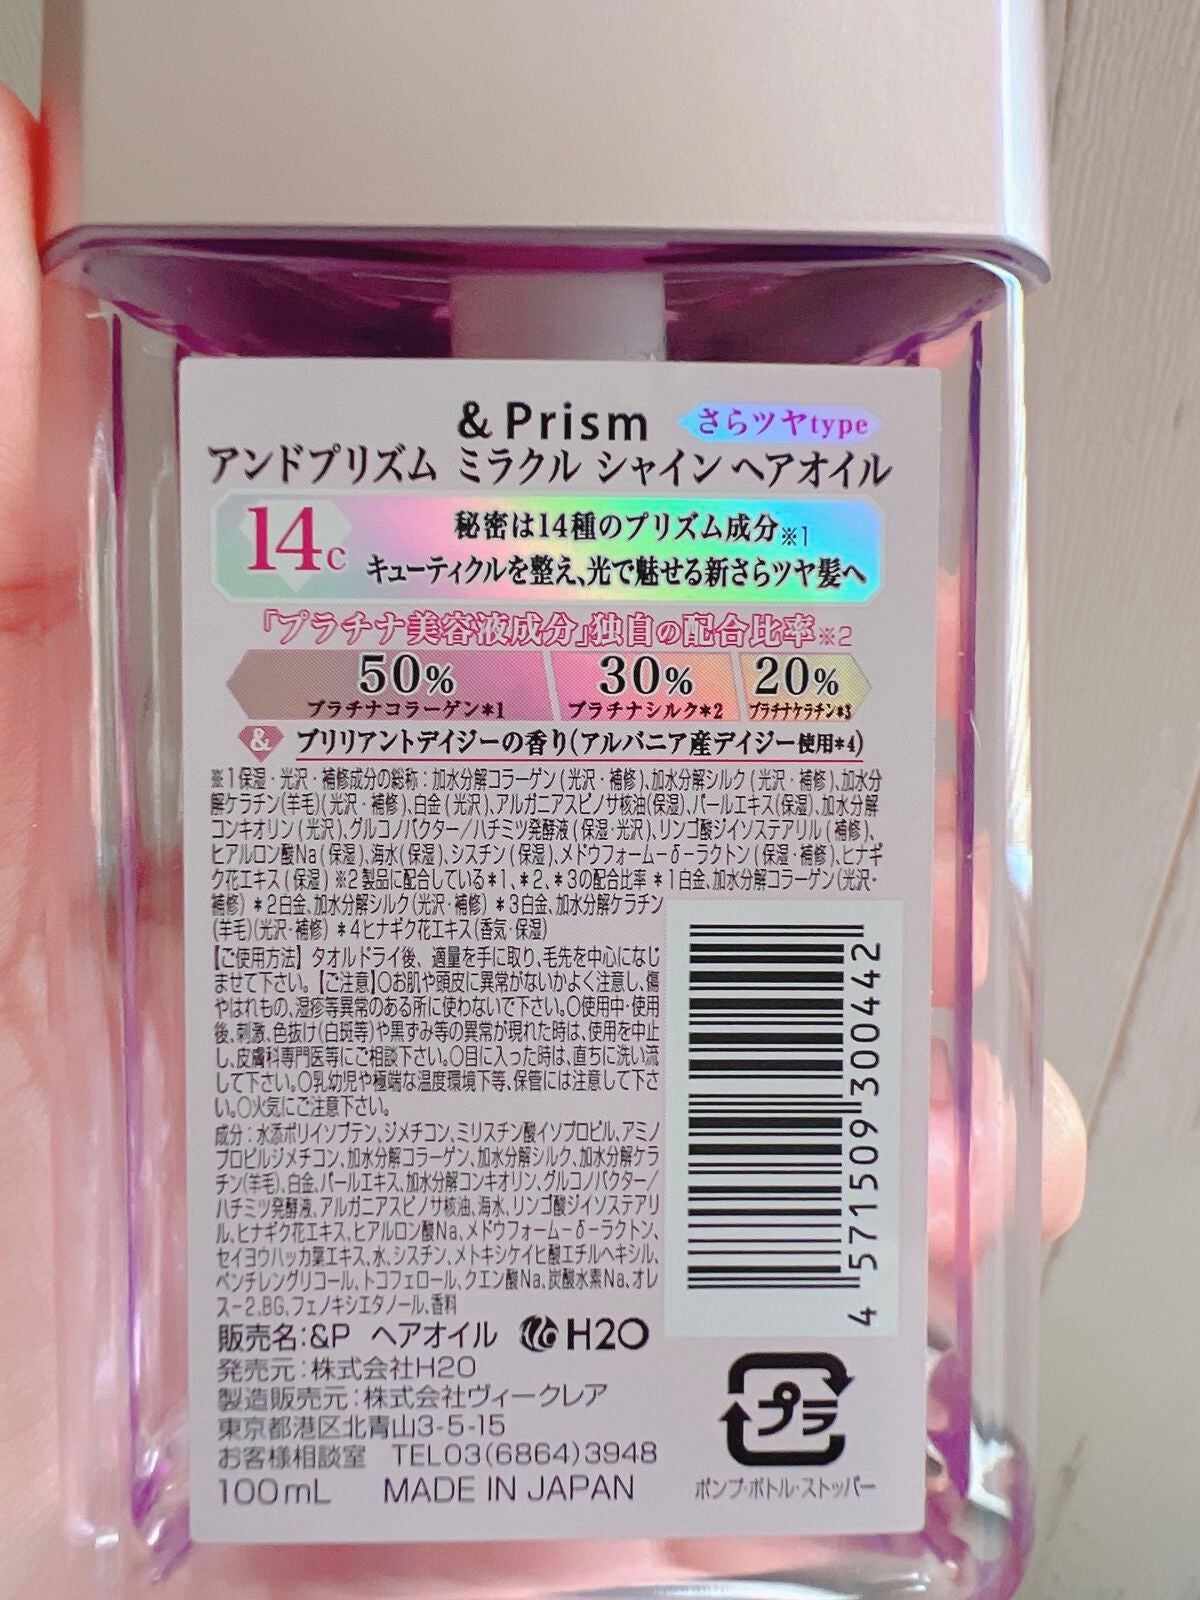 & Prism さらツヤtype
アンドプリズム ミラクル シャイン ヘアオイル
14c 秘密は14種のプリズム成分※1
キューティクルを整え、光で魅せる新さらツヤ髪へ
「プラチナ美容液成分」独自の配合比率※2
50% 30% 20%
プラチナコラーゲン*1 プラチナシルク*2 プラチナケラチン*3
& ブリリアントデイジーの香り(アルバニア産デイジー使用*4)
※1保湿・光沢・補修成分の総称：加水分解コラーゲン(光沢・補修)、加水分解シルク(光沢・補修)、加水分
解ケラチン(羊毛)(光沢・補修)、白金(光沢)、アルガニアスピノサ核油(保湿)、パールエキス(保湿)、加水分解
コンキオリン(光沢)、グルコノバクター/ハチミツ発酵液(保湿・光沢)、リンゴ酸ジイソステアリル(補修)、
ヒアルロン酸Na(保湿)、海水(保湿)、シスチン(保湿)、メドウフォーム-δ-ラクトン(保湿・補修)、ヒナギ
ク花エキス(保湿) ※2製品に配合している*1、*2、*3の配合比率 *1白金、加水分解コラーゲン(光沢・
補修) *2白金、加水分解シルク(光沢・補修) *3白金、加水分解ケラチン
(羊毛)(光沢・補修) *4ヒナギク花エキス(香気・保湿)
【ご使用方法】タオルドライ後、適量を手に取り、毛先を中心になじ
ませて下さい。【ご注意】○お肌や頭皮に異常がないかよく注意し、傷
やはれもの、湿疹等異常のある所に使わないで下さい。○使用中・使用
後、刺激、色抜け(白斑等)や黒ずみ等の異常が現れた時は、使用を中止
し、皮膚科専門医等にご相談下さい。○目に入った時は、直ちに洗い流
して下さい。○乳幼児や極端な温度環境下等、保管には注意して下さ
い。○火気にご注意下さい。
成分：水添ポリイソブテン、ジメチコン、ミリスチン酸イソプロピル、アミノ
プロピルジメチコン、加水分解コラーゲン、加水分解シルク、加水分解ケラ
チン(羊毛)、白金、パールエキス、加水分解コンキオリン、グルコノバクター/
ハチミツ発酵液、アルガニアスピノサ核油、海水、リンゴ酸ジイソステアリ
ル、ヒナギク花エキス、ヒアルロン酸Na、メドウフォーム-δ-ラクトン、
セイヨウハッカ葉エキス、水、シスチン、メトキシケイヒ酸エチルヘキシル、
ペンチレングリコール、トコフェロール、クエン酸Na、炭酸水素Na、オレ
ス-2、BG、フェノキシエタノール、香料
販売名：&P ヘアオイル H2O
発売元：株式会社H2O
製造販売元：株式会社ヴィークレア
東京都港区北青山3-5-15
お客様相談室 TEL03(6864)3948
100mL MADE IN JAPAN
4571509300442
プラ
ポンプ・ボトル・ストッパー